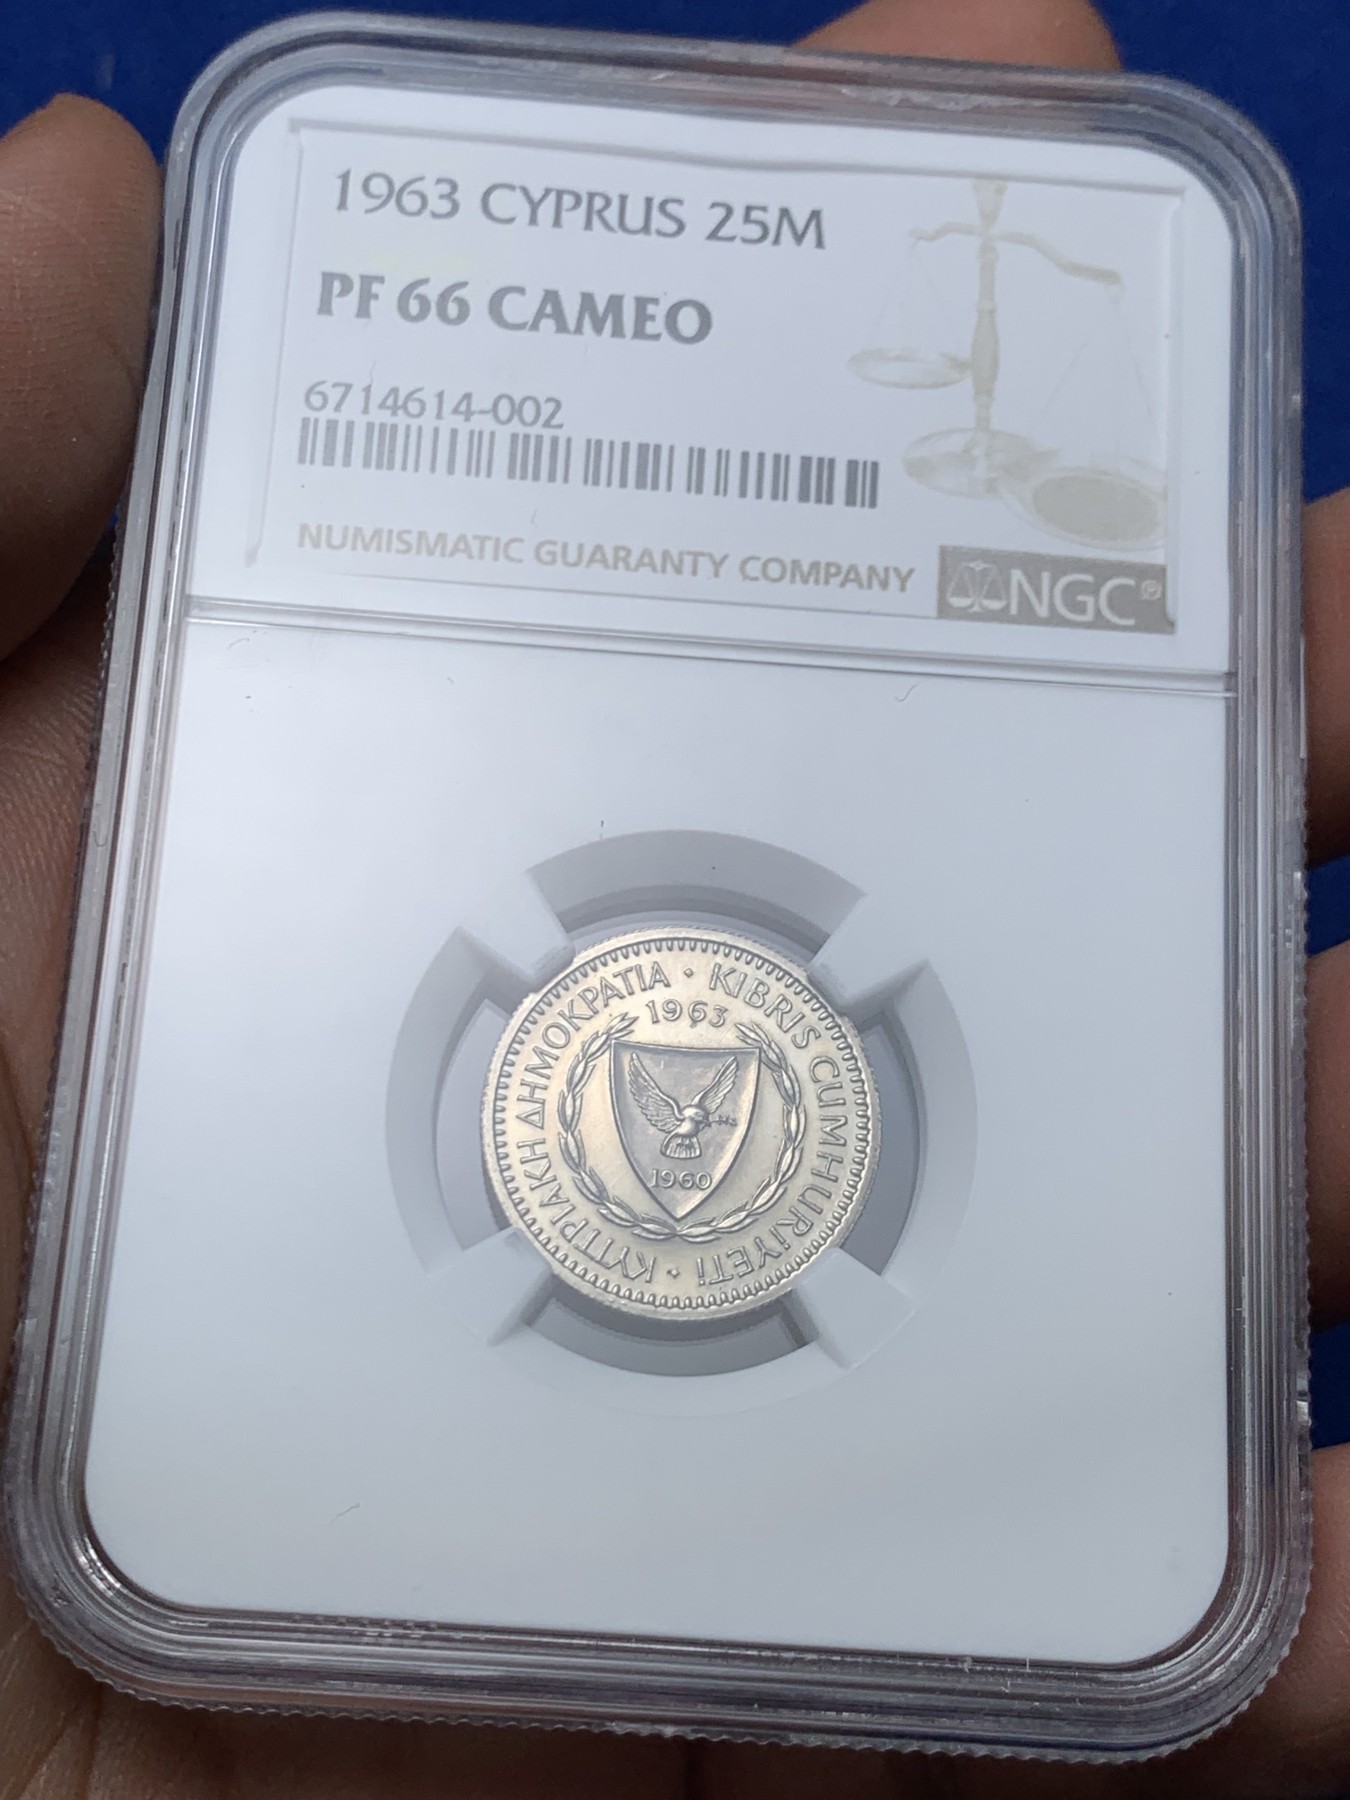 1963 CYPRUS 25M
PF 66 CAMEO
6714614-002
NUMISMATIC GUARANTY COMPANY
NGC
ΚΥΠΡΙΑΚΗ ΔΗΜΟΚΡΑΤΙΑ · KIBRIS CUMHURİYETİ ·
1963
1960